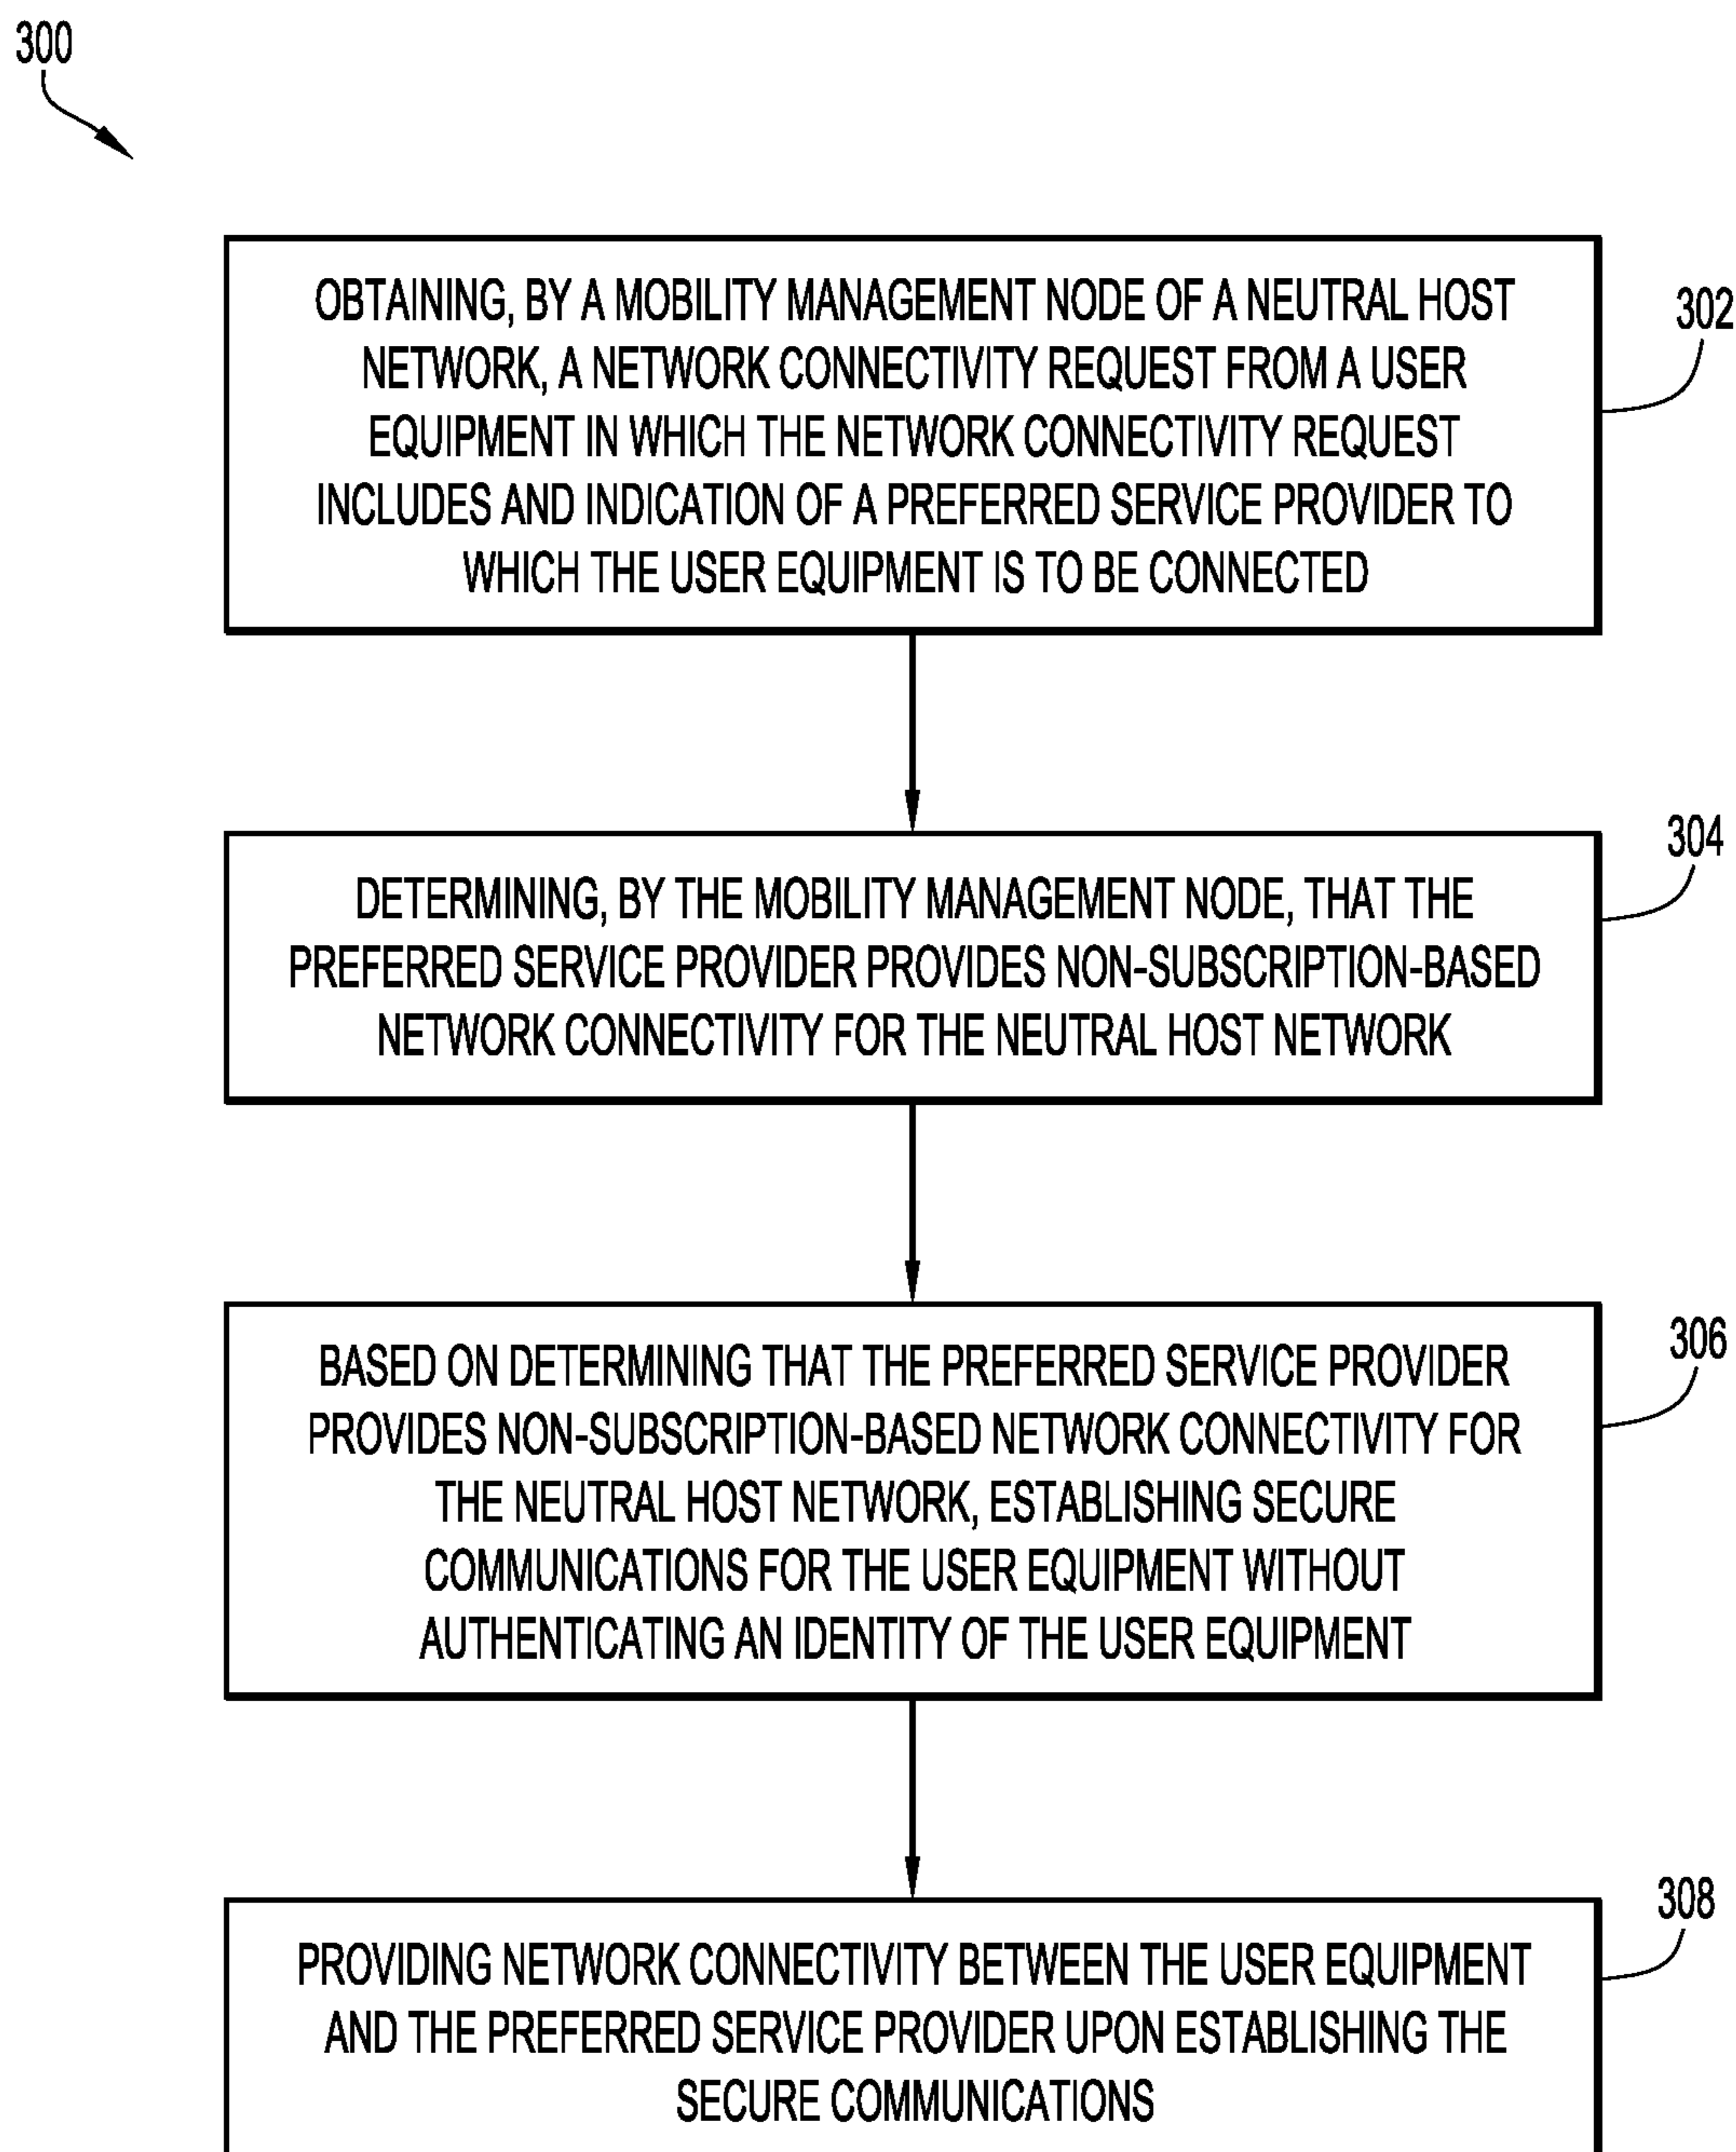 300
OBTAINING, BY A MOBILITY MANAGEMENT NODE OF A NEUTRAL HOST
NETWORK, A NETWORK CONNECTIVITY REQUEST FROM A USER
EQUIPMENT IN WHICH THE NETWORK CONNECTIVITY REQUEST
INCLUDES AND INDICATION OF A PREFERRED SERVICE PROVIDER TO
WHICH THE USER EQUIPMENT IS TO BE CONNECTED
302
DETERMINING, BY THE MOBILITY MANAGEMENT NODE, THAT THE
PREFERRED SERVICE PROVIDER PROVIDES NON-SUBSCRIPTION-BASED
NETWORK CONNECTIVITY FOR THE NEUTRAL HOST NETWORK
304
BASED ON DETERMINING THAT THE PREFERRED SERVICE PROVIDER
PROVIDES NON-SUBSCRIPTION-BASED NETWORK CONNECTIVITY FOR
THE NEUTRAL HOST NETWORK, ESTABLISHING SECURE
COMMUNICATIONS FOR THE USER EQUIPMENT WITHOUT
AUTHENTICATING AN IDENTITY OF THE USER EQUIPMENT
306
PROVIDING NETWORK CONNECTIVITY BETWEEN THE USER EQUIPMENT
AND THE PREFERRED SERVICE PROVIDER UPON ESTABLISHING THE
SECURE COMMUNICATIONS
308